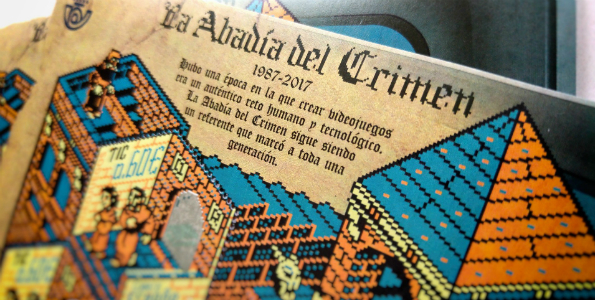 La Abadía del Crimen
1987-2017
Hubo una época en la que crear videojuegos
era un auténtico reto humano y tecnológico.
La Abadía del Crimen sigue siendo
un referente que marcó a toda una
generación.
TIC
0.60€